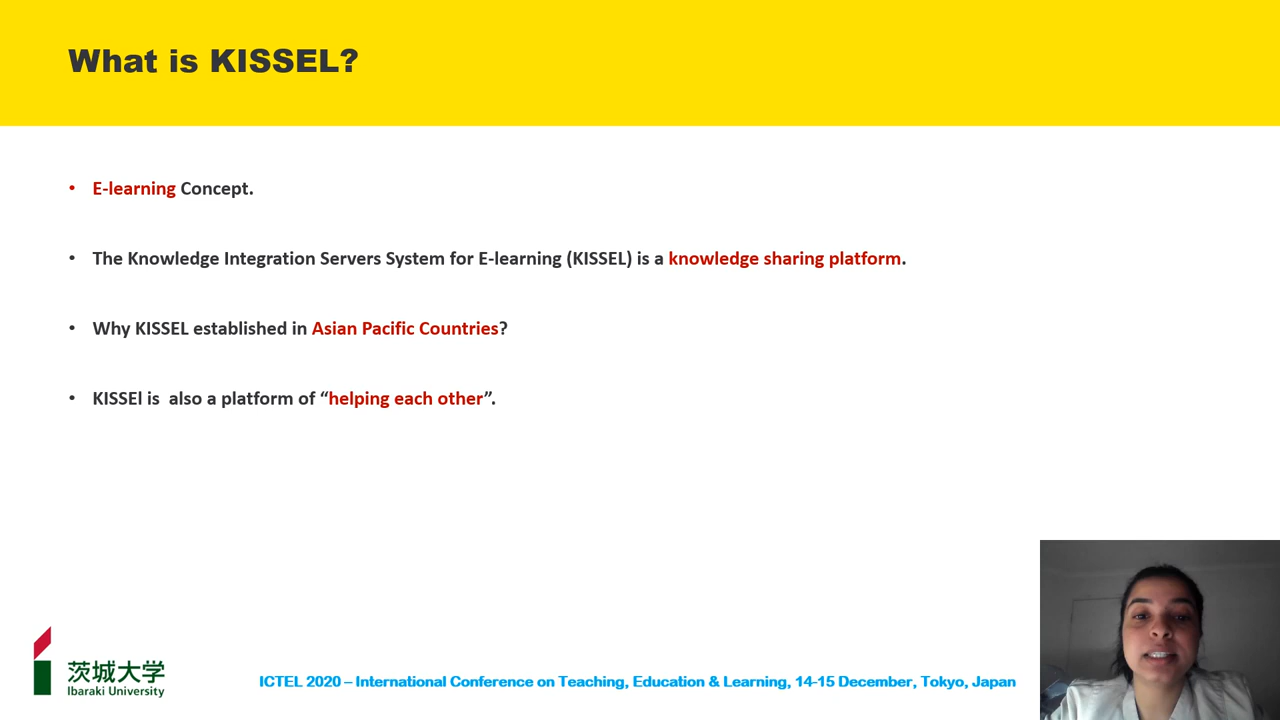 What is KISSEL?
• E-learning Concept.
• The Knowledge Integration Servers System for E-learning (KISSEL) is a knowledge sharing platform.
• Why KISSEL established in Asian Pacific Countries?
• KISSEl is  also a platform of “helping each other”.
茨城大学
Ibaraki University
ICTEL 2020 – International Conference on Teaching, Education & Learning, 14-15 December, Tokyo, Japan